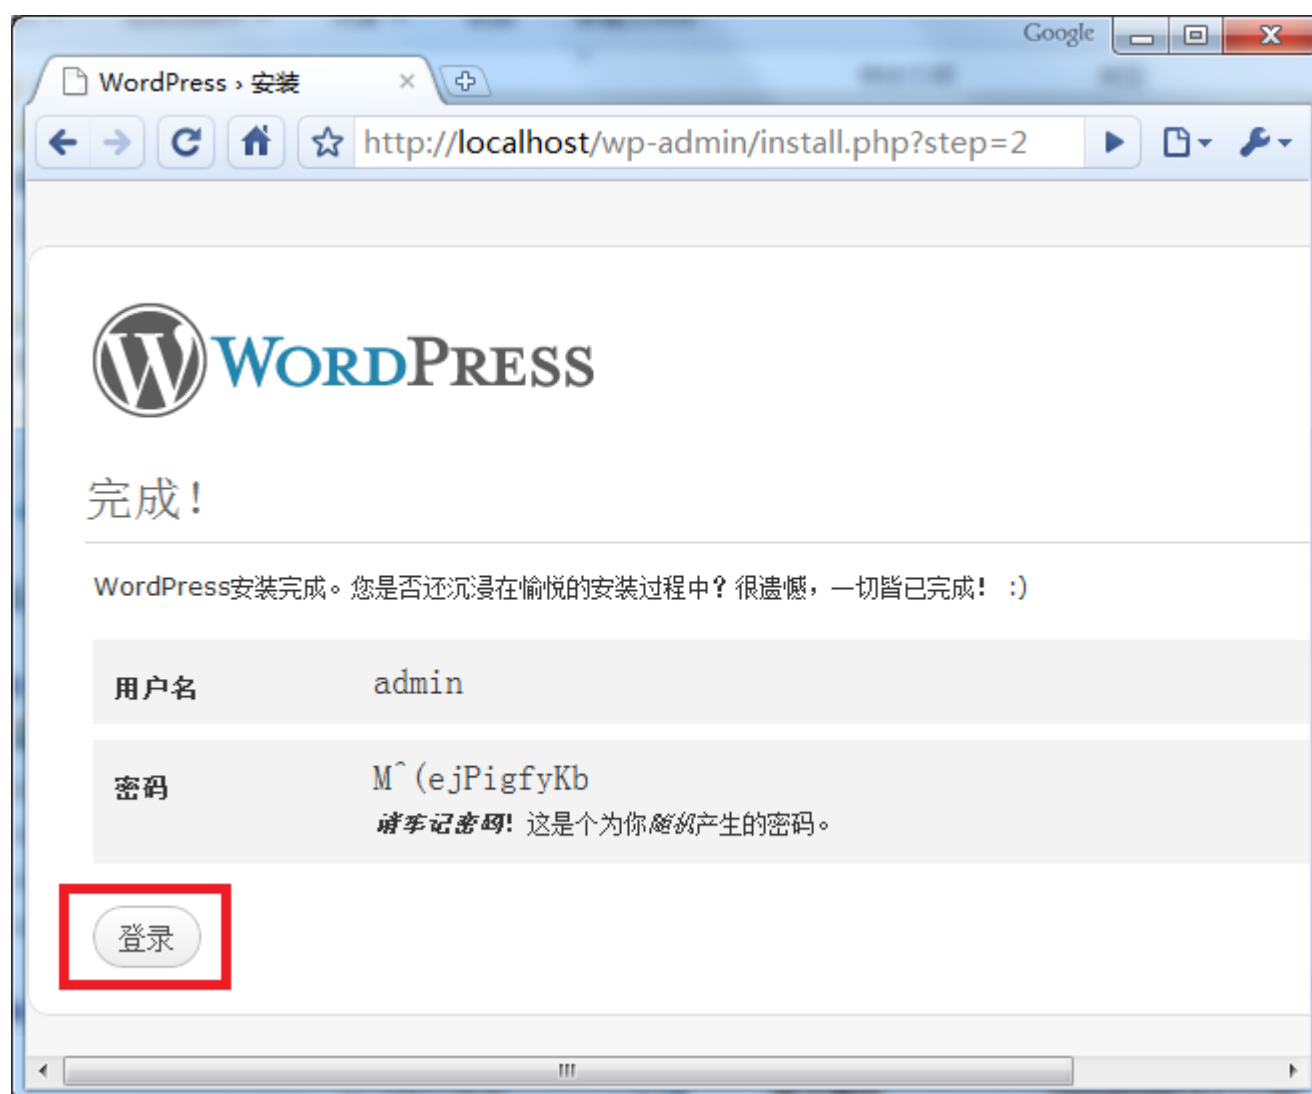 Google
WordPress › 安装
http://localhost/wp-admin/install.php?step=2
WORDPRESS
完成！
WordPress安装完成。您是否还沉浸在愉悦的安装过程中？很遗憾，一切皆已完成！ :)
用户名 admin
密码 M^(ejPigfyKb
请牢记密码！这是个为你随机产生的密码。
登录